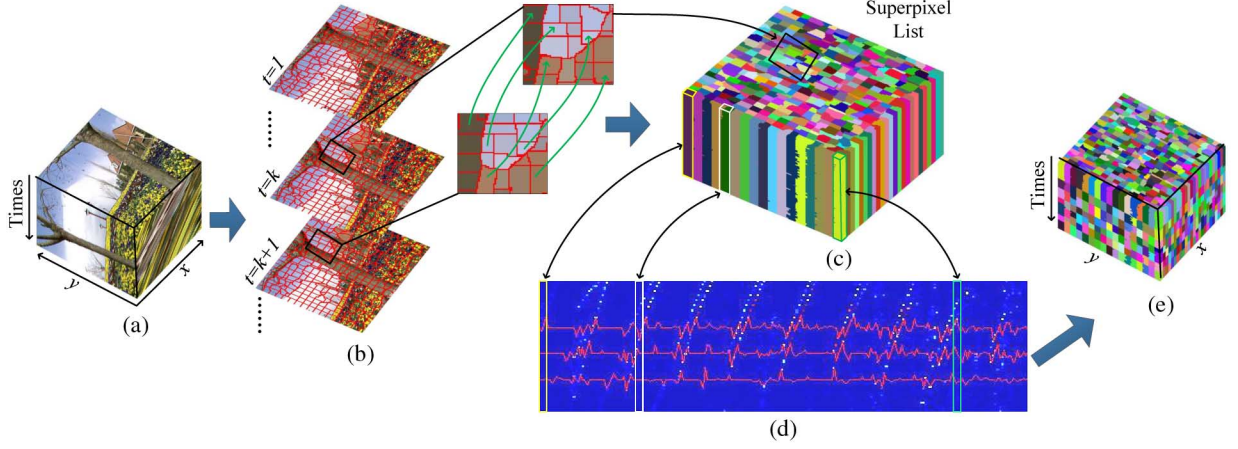 Superpixel
List
t=1
t=k
t=k+1
Times
y
x
(a)
(b)
(c)
Times
y
x
(e)
(d)